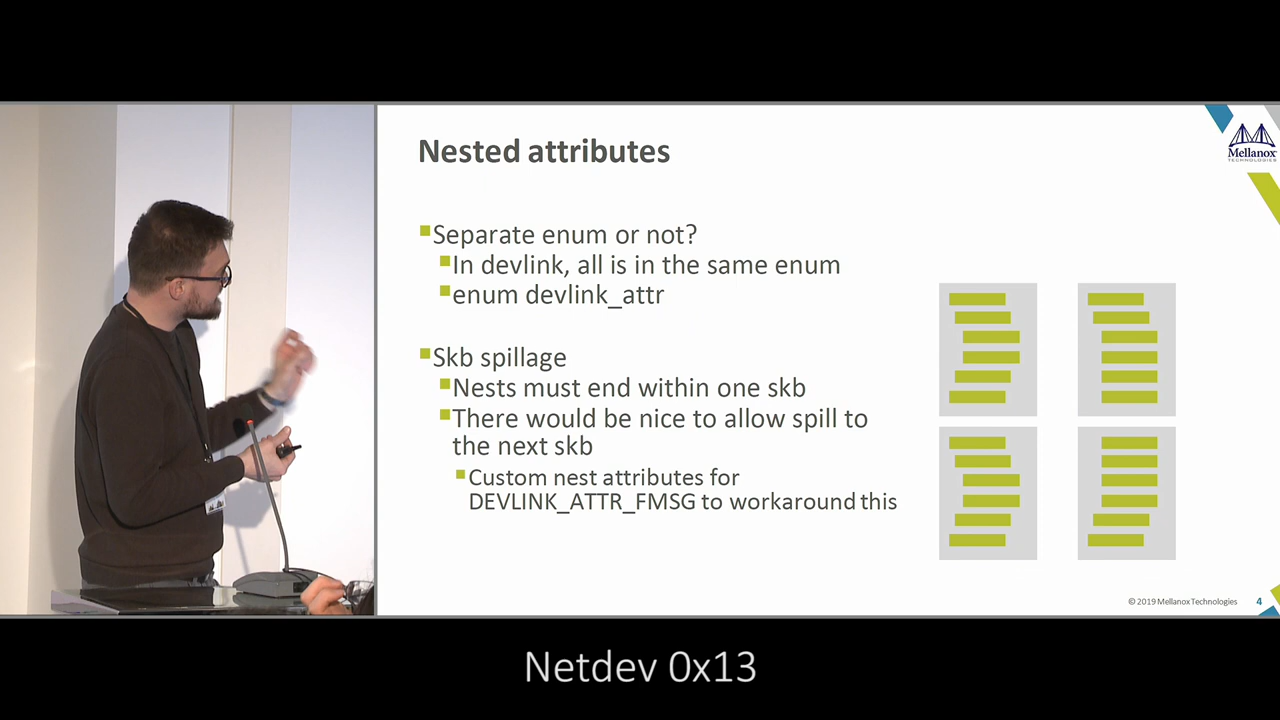 Nested attributes
Mellanox
TECHNOLOGIES
Separate enum or not?
In devlink, all is in the same enum
enum devlink_attr
Skb spillage
Nests must end within one skb
There would be nice to allow spill to
the next skb
Custom nest attributes for
DEVLINK_ATTR_FMSG to workaround this
© 2019 Mellanox Technologies
4
Netdev 0x13